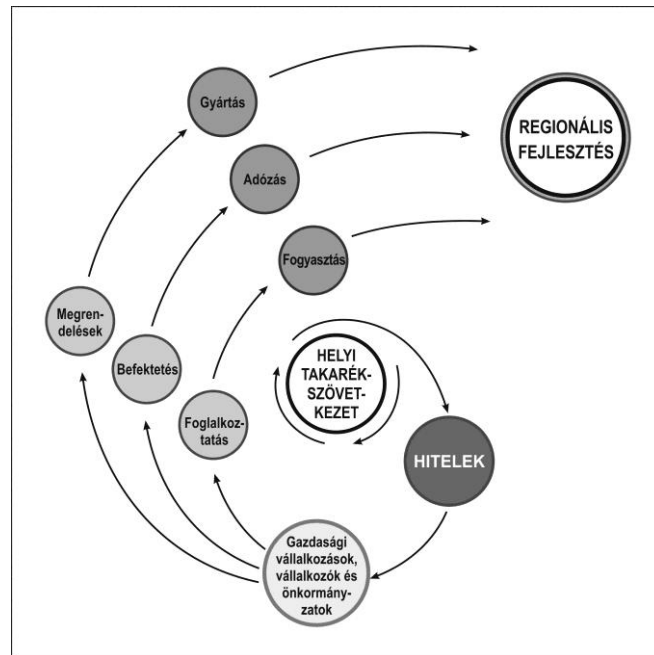 Gyártás
REGIONÁLIS
FEJLESZTÉS
Adózás
Fogyasztás
Megren-
delések
Befektetés
Foglalkoz-
tatás
HELYI
TAKARÉK-
SZÖVET-
KEZET
HITELEK
Gazdasági
vállalkozások,
vállalkozók és
önkormány-
zatok